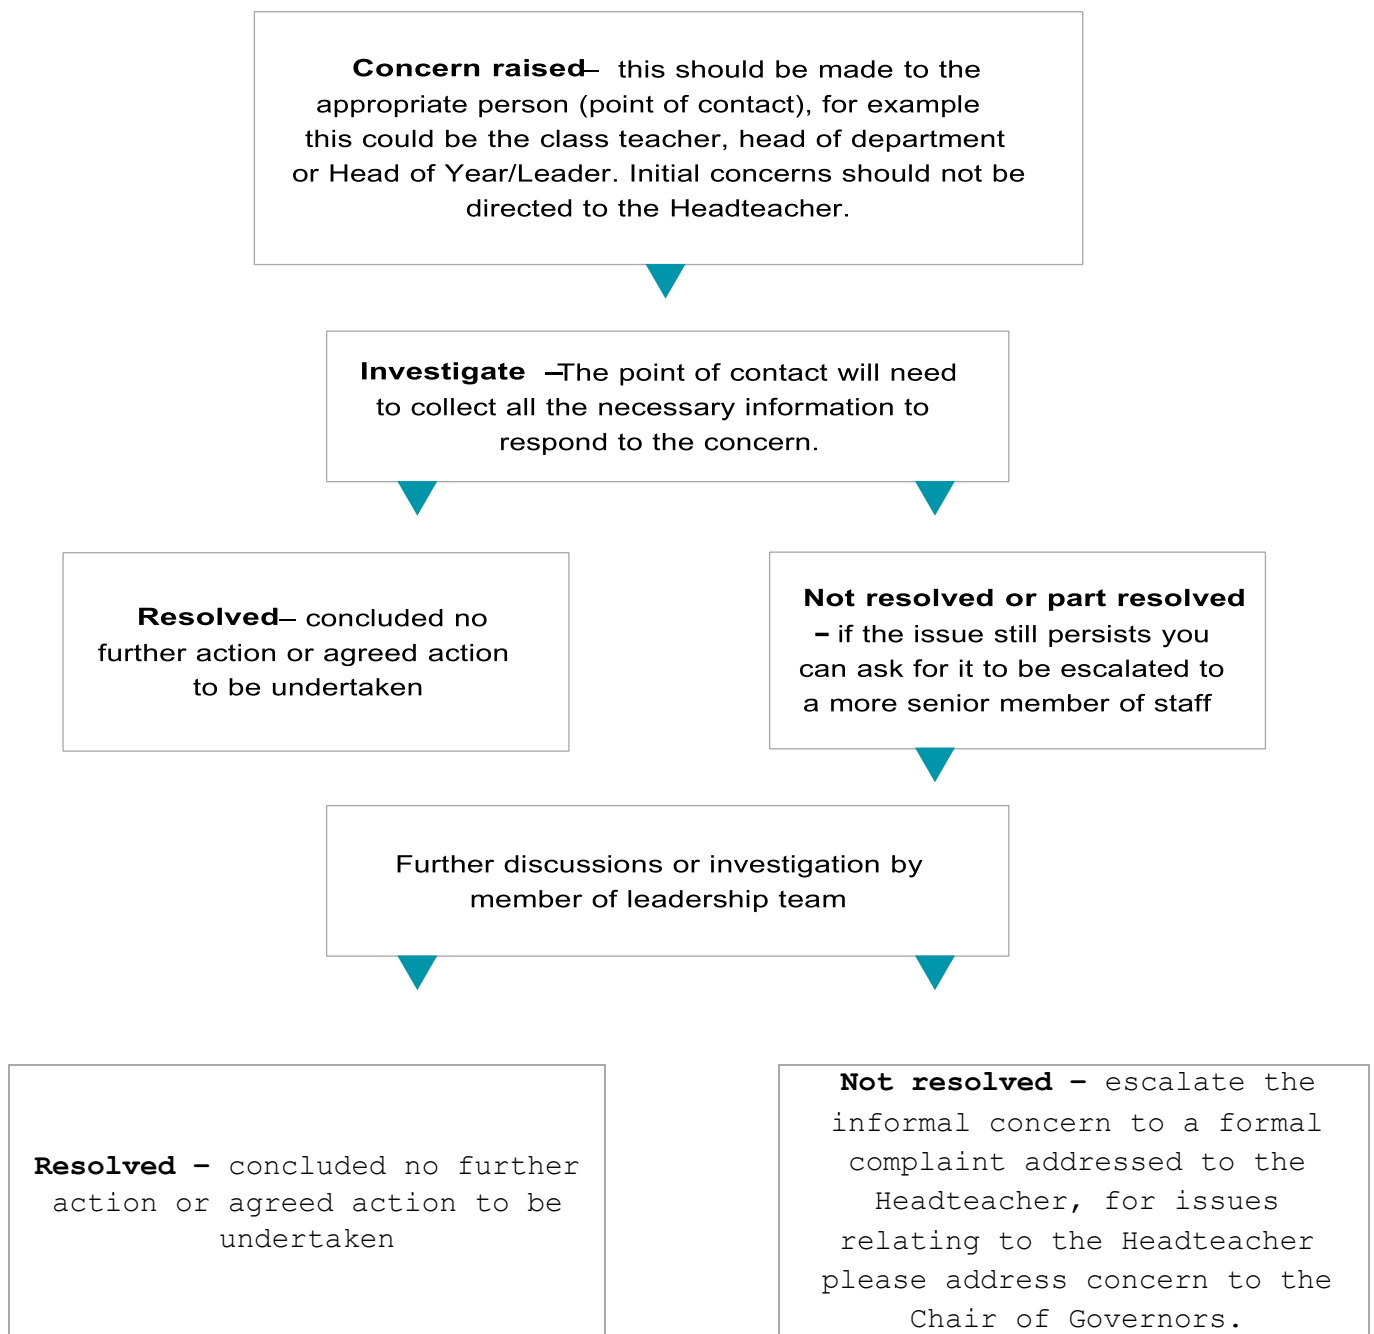 Concern raised– this should be made to the
appropriate person (point of contact), for example
this could be the class teacher, head of department
or Head of Year/Leader. Initial concerns should not be
directed to the Headteacher.
Investigate –The point of contact will need
to collect all the necessary information to
respond to the concern.
Resolved– concluded no
further action or agreed action
to be undertaken
Not resolved or part resolved
– if the issue still persists you
can ask for it to be escalated to
a more senior member of staff
Further discussions or investigation by
member of leadership team
Resolved – concluded no further
action or agreed action to be
undertaken
Not resolved – escalate the
informal concern to a formal
complaint addressed to the
Headteacher, for issues
relating to the Headteacher
please address concern to the
Chair of Governors.